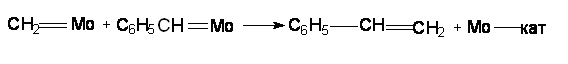 CH2══Mo + C6H5CH══Mo ⟶ C6H5──CH══CH2 + Mo──кат